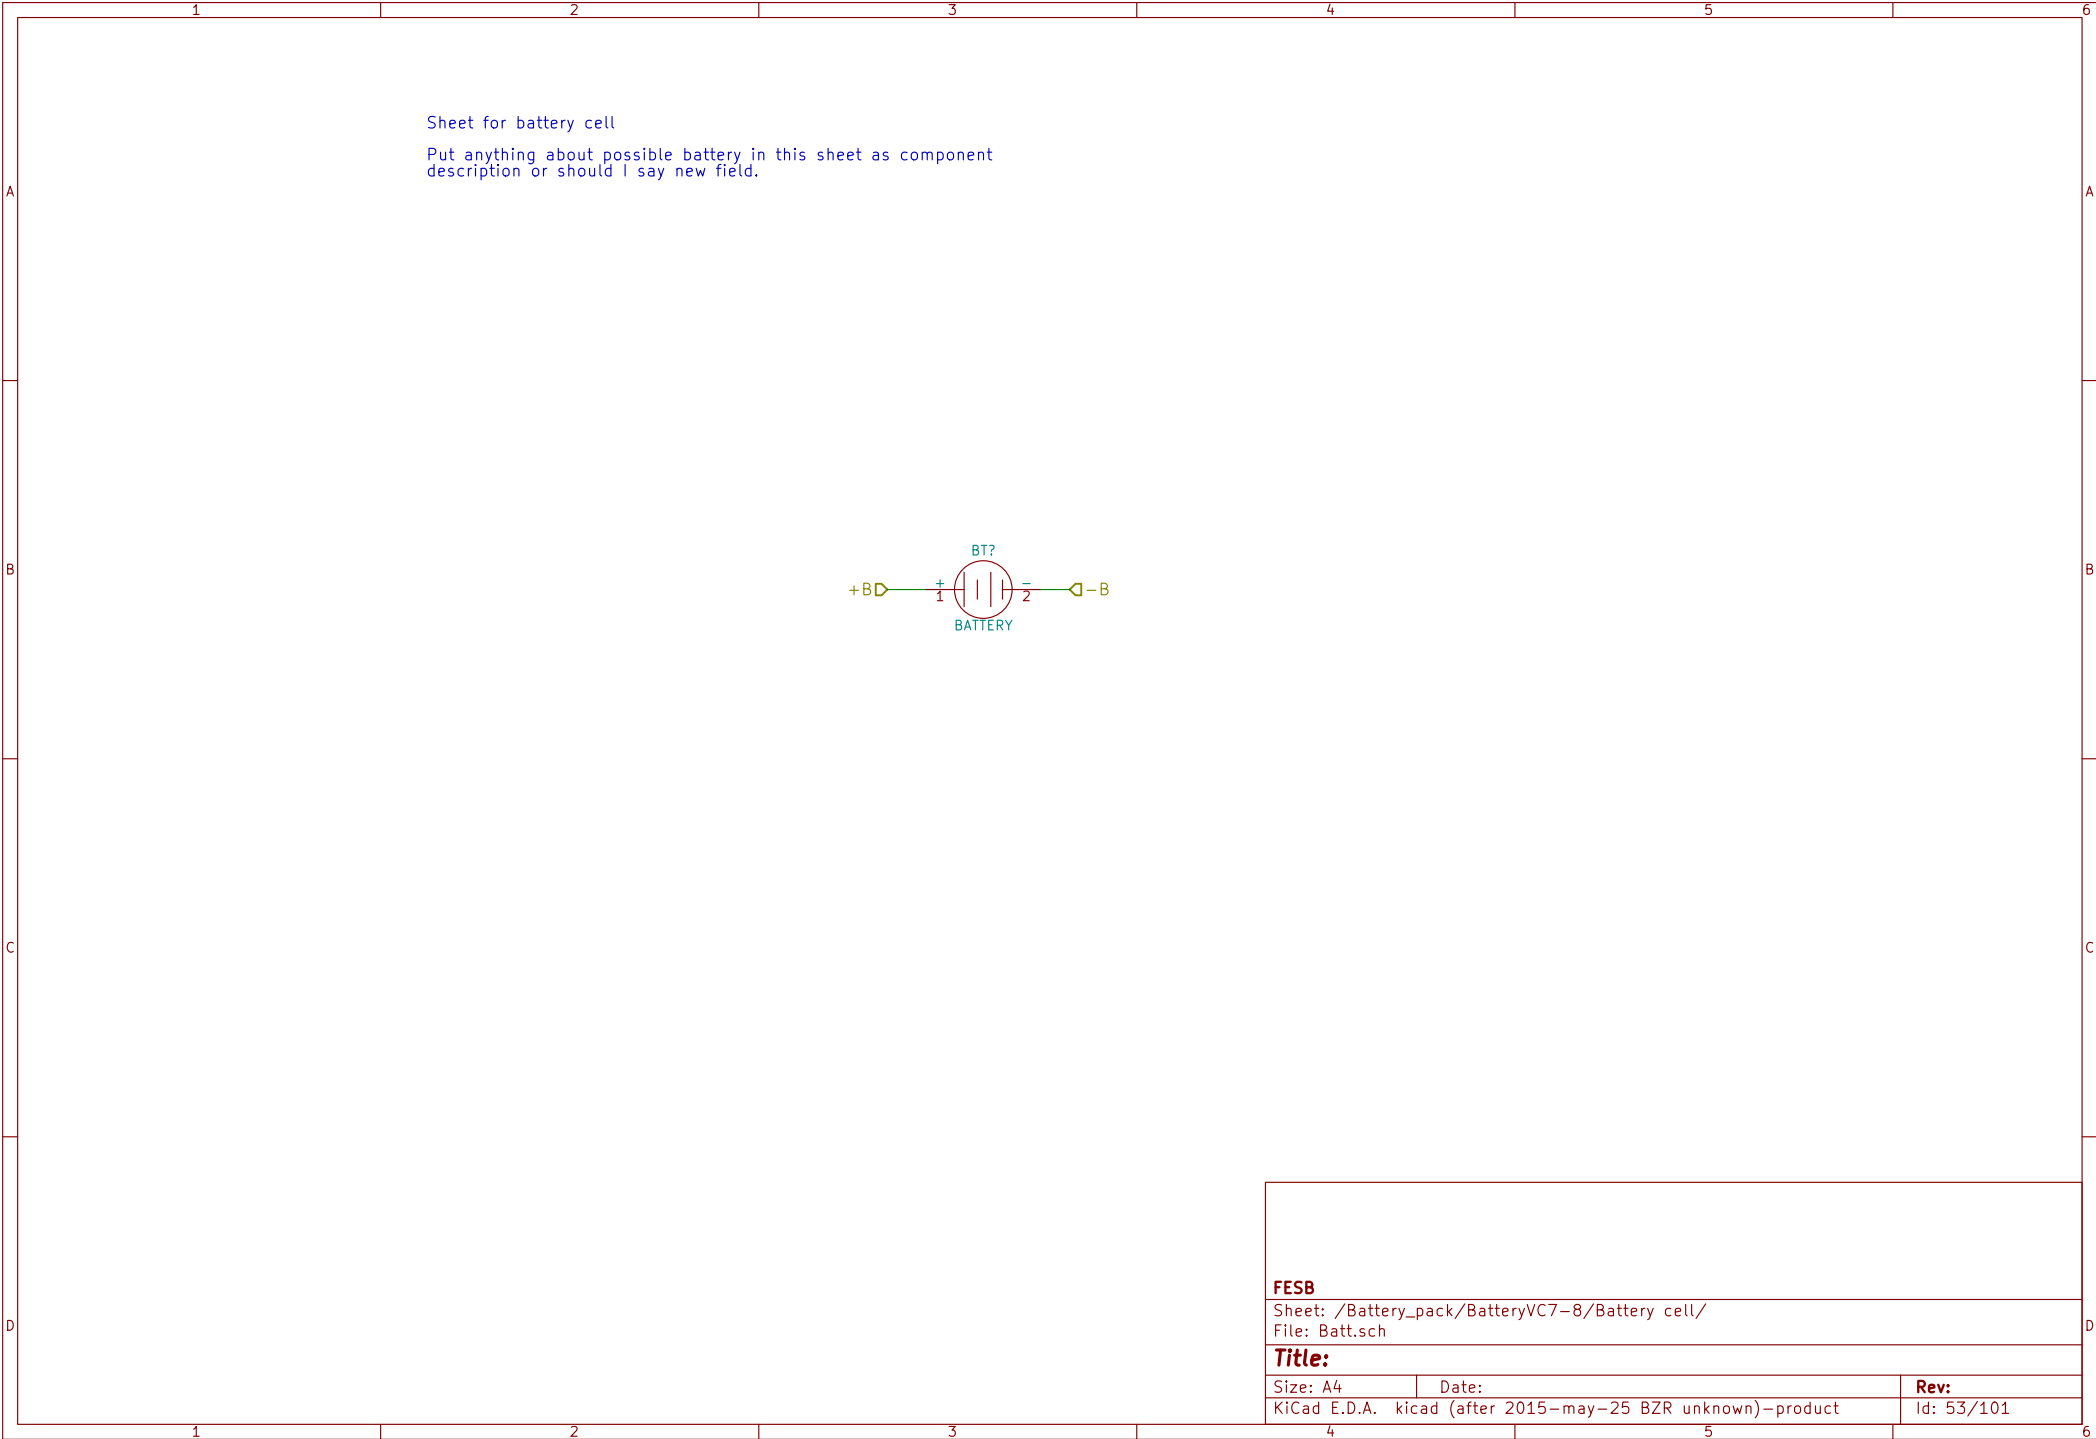 1 2 3 4 5 6
Sheet for battery cell
Put anything about possible battery in this sheet as component
description or should I say new field.
A A
BT?
B B
+B + - -B
1 2
BATTERY
C C
FESB
Sheet: /Battery_pack/BatteryVC7-8/Battery cell/
File: Batt.sch
D D
Title:
Size: A4 Date: Rev:
KiCad E.D.A. kicad (after 2015-may-25 BZR unknown)-product Id: 53/101
1 2 3 4 5 6